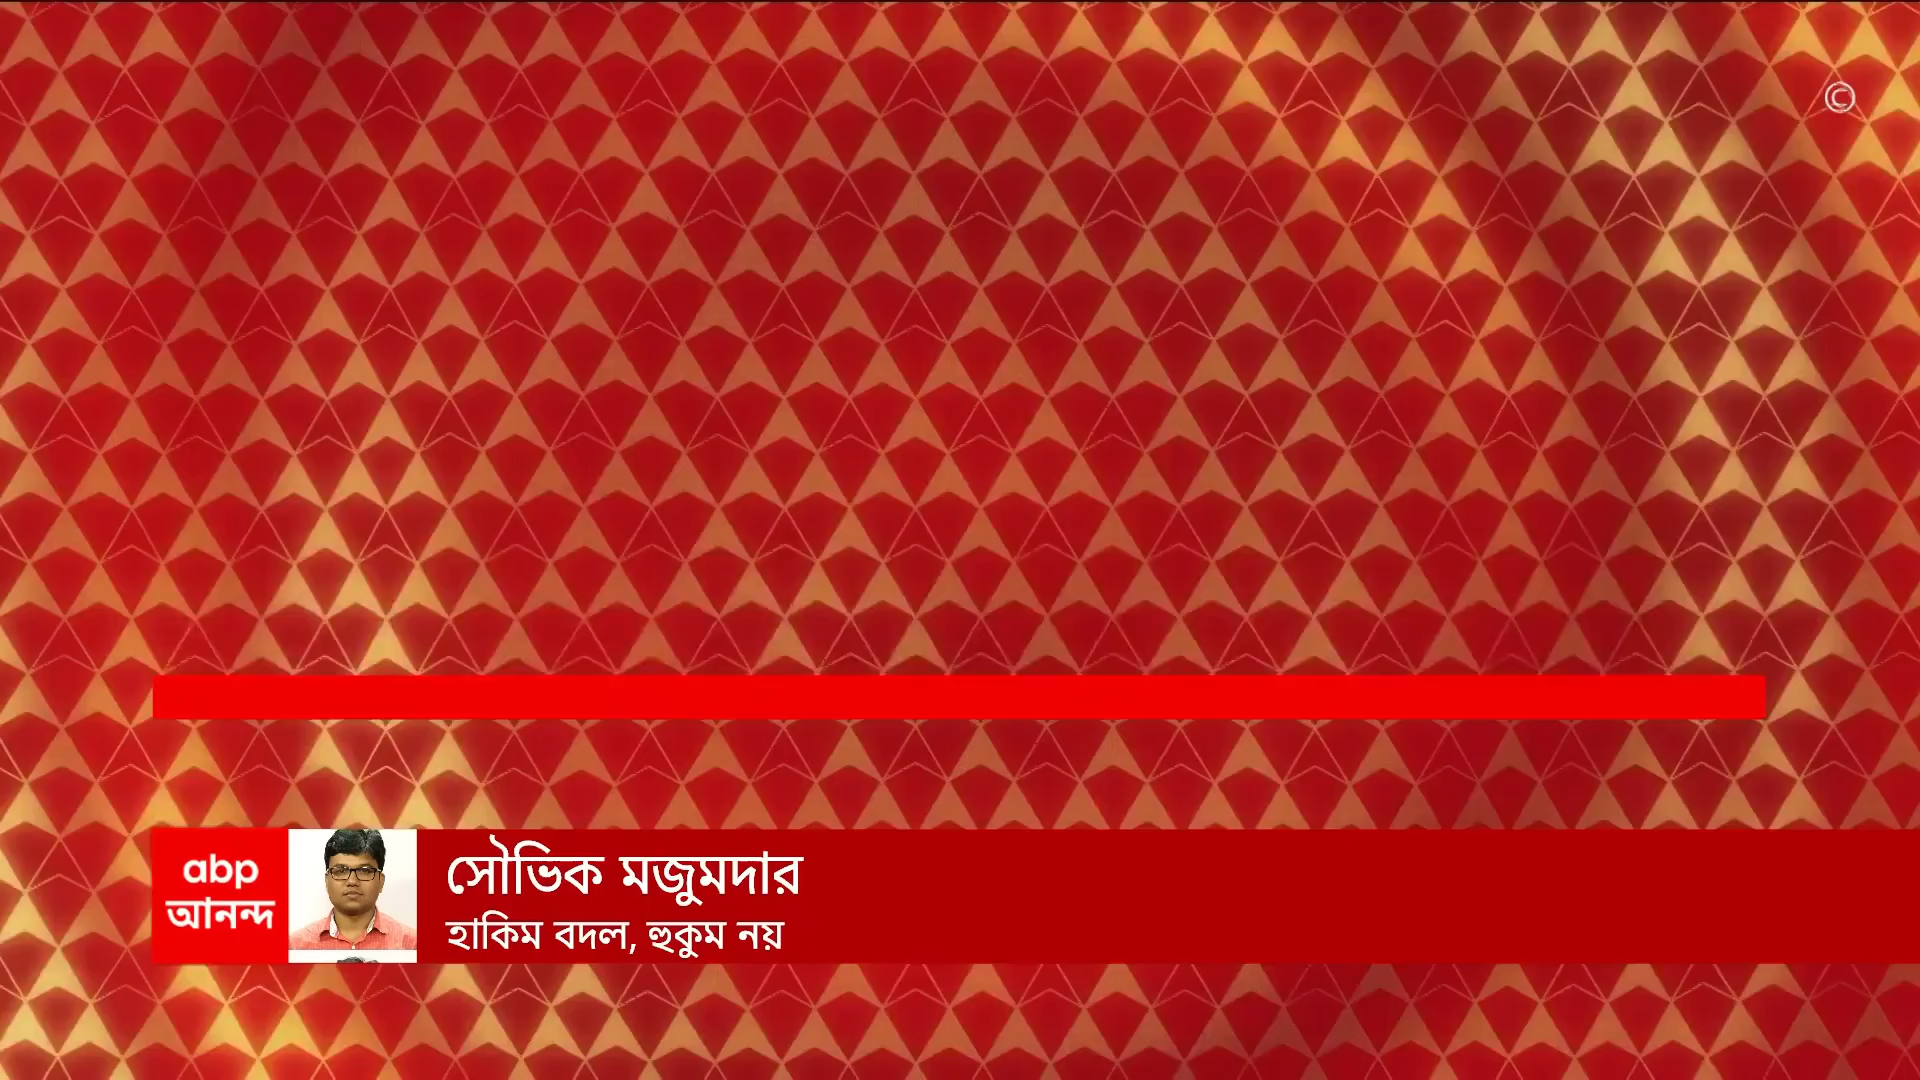 ©
abp
আনন্দ
সৌভিক মজুমদার
হাকিম বদল, হুকুম নয়